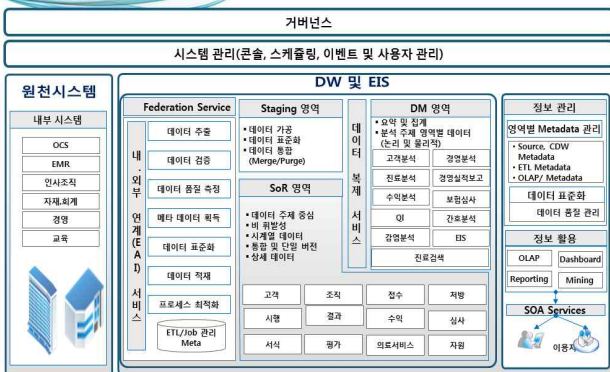 거버넌스
시스템 관리(콘솔, 스케쥴링, 이벤트 및 사용자 관리)
원천시스템
내부 시스템
OCS
EMR
인사조직
자재,회계
경영
교육
DW 및 EIS
Federation Service
내·외부 연계(EAI) 서비스
데이터 주출
데이터 검증
데이터 품질 측정
메타 데이터 획득
데이터 표준화
데이터 적재
프로세스 최적화
ETL/Job 관리
Meta
Staging 영역
▪ 데이터 가공
▪ 데이터 표준화
▪ 데이터 통합
(Merge/Purge)
SoR 영역
▪ 데이터 주제 중심
▪ 비 휘발성
▪ 시계열 데이터
▪ 통합 및 단일 버전
▪ 상세 데이터
데이터 복제 서비스
DM 영역
▪ 요약 및 집계
▪ 분석 주제 영역별 데이터
(논리 및 물리적)
고객분석
경영분석
진료분석
경영실적보고
수익분석
보험심사
QI
간호분석
감염분석
EIS
진료검색
고객
조직
접수
처방
시행
결과
수익
심사
서식
평가
의료서비스
자원
정보 관리
영역별 Metadata 관리
• Source, CDW
Metadata
• ETL Metadata
• OLAP/ Metadata
데이터 표준화
데이터 품질 관리
정보 활용
OLAP
Dashboard
Reporting
Mining
SOA Services
이용자